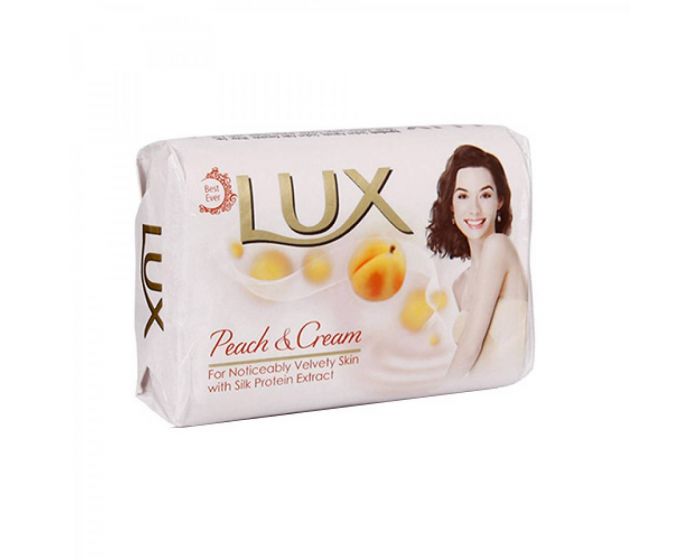 Best
Ever
LUX
LUX
Peach & Cream
For Noticeably Velvety Skin
with Silk Protein Extract